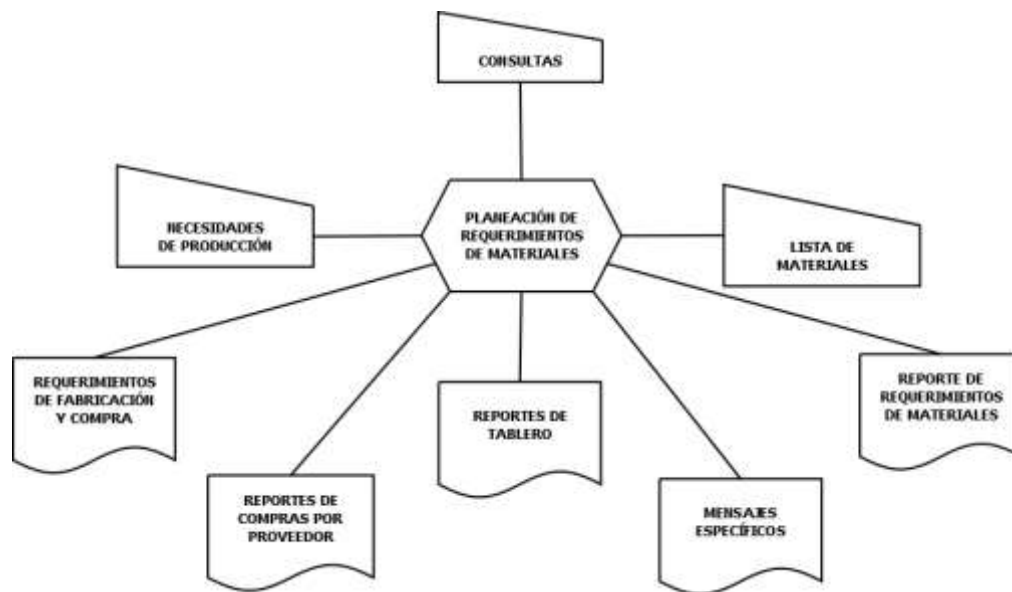 CONSULTAS
NECESIDADES
DE PRODUCCIÓN
PLANEACIÓN DE
REQUERIMIENTOS
DE MATERIALES
LISTA DE
MATERIALES
REQUERIMIENTOS
DE FABRICACIÓN
Y COMPRA
REPORTES DE
COMPRAS POR
PROVEEDOR
REPORTES DE
TABLERO
MENSAJES
ESPECÍFICOS
REPORTE DE
REQUERIMIENTOS
DE MATERIALES